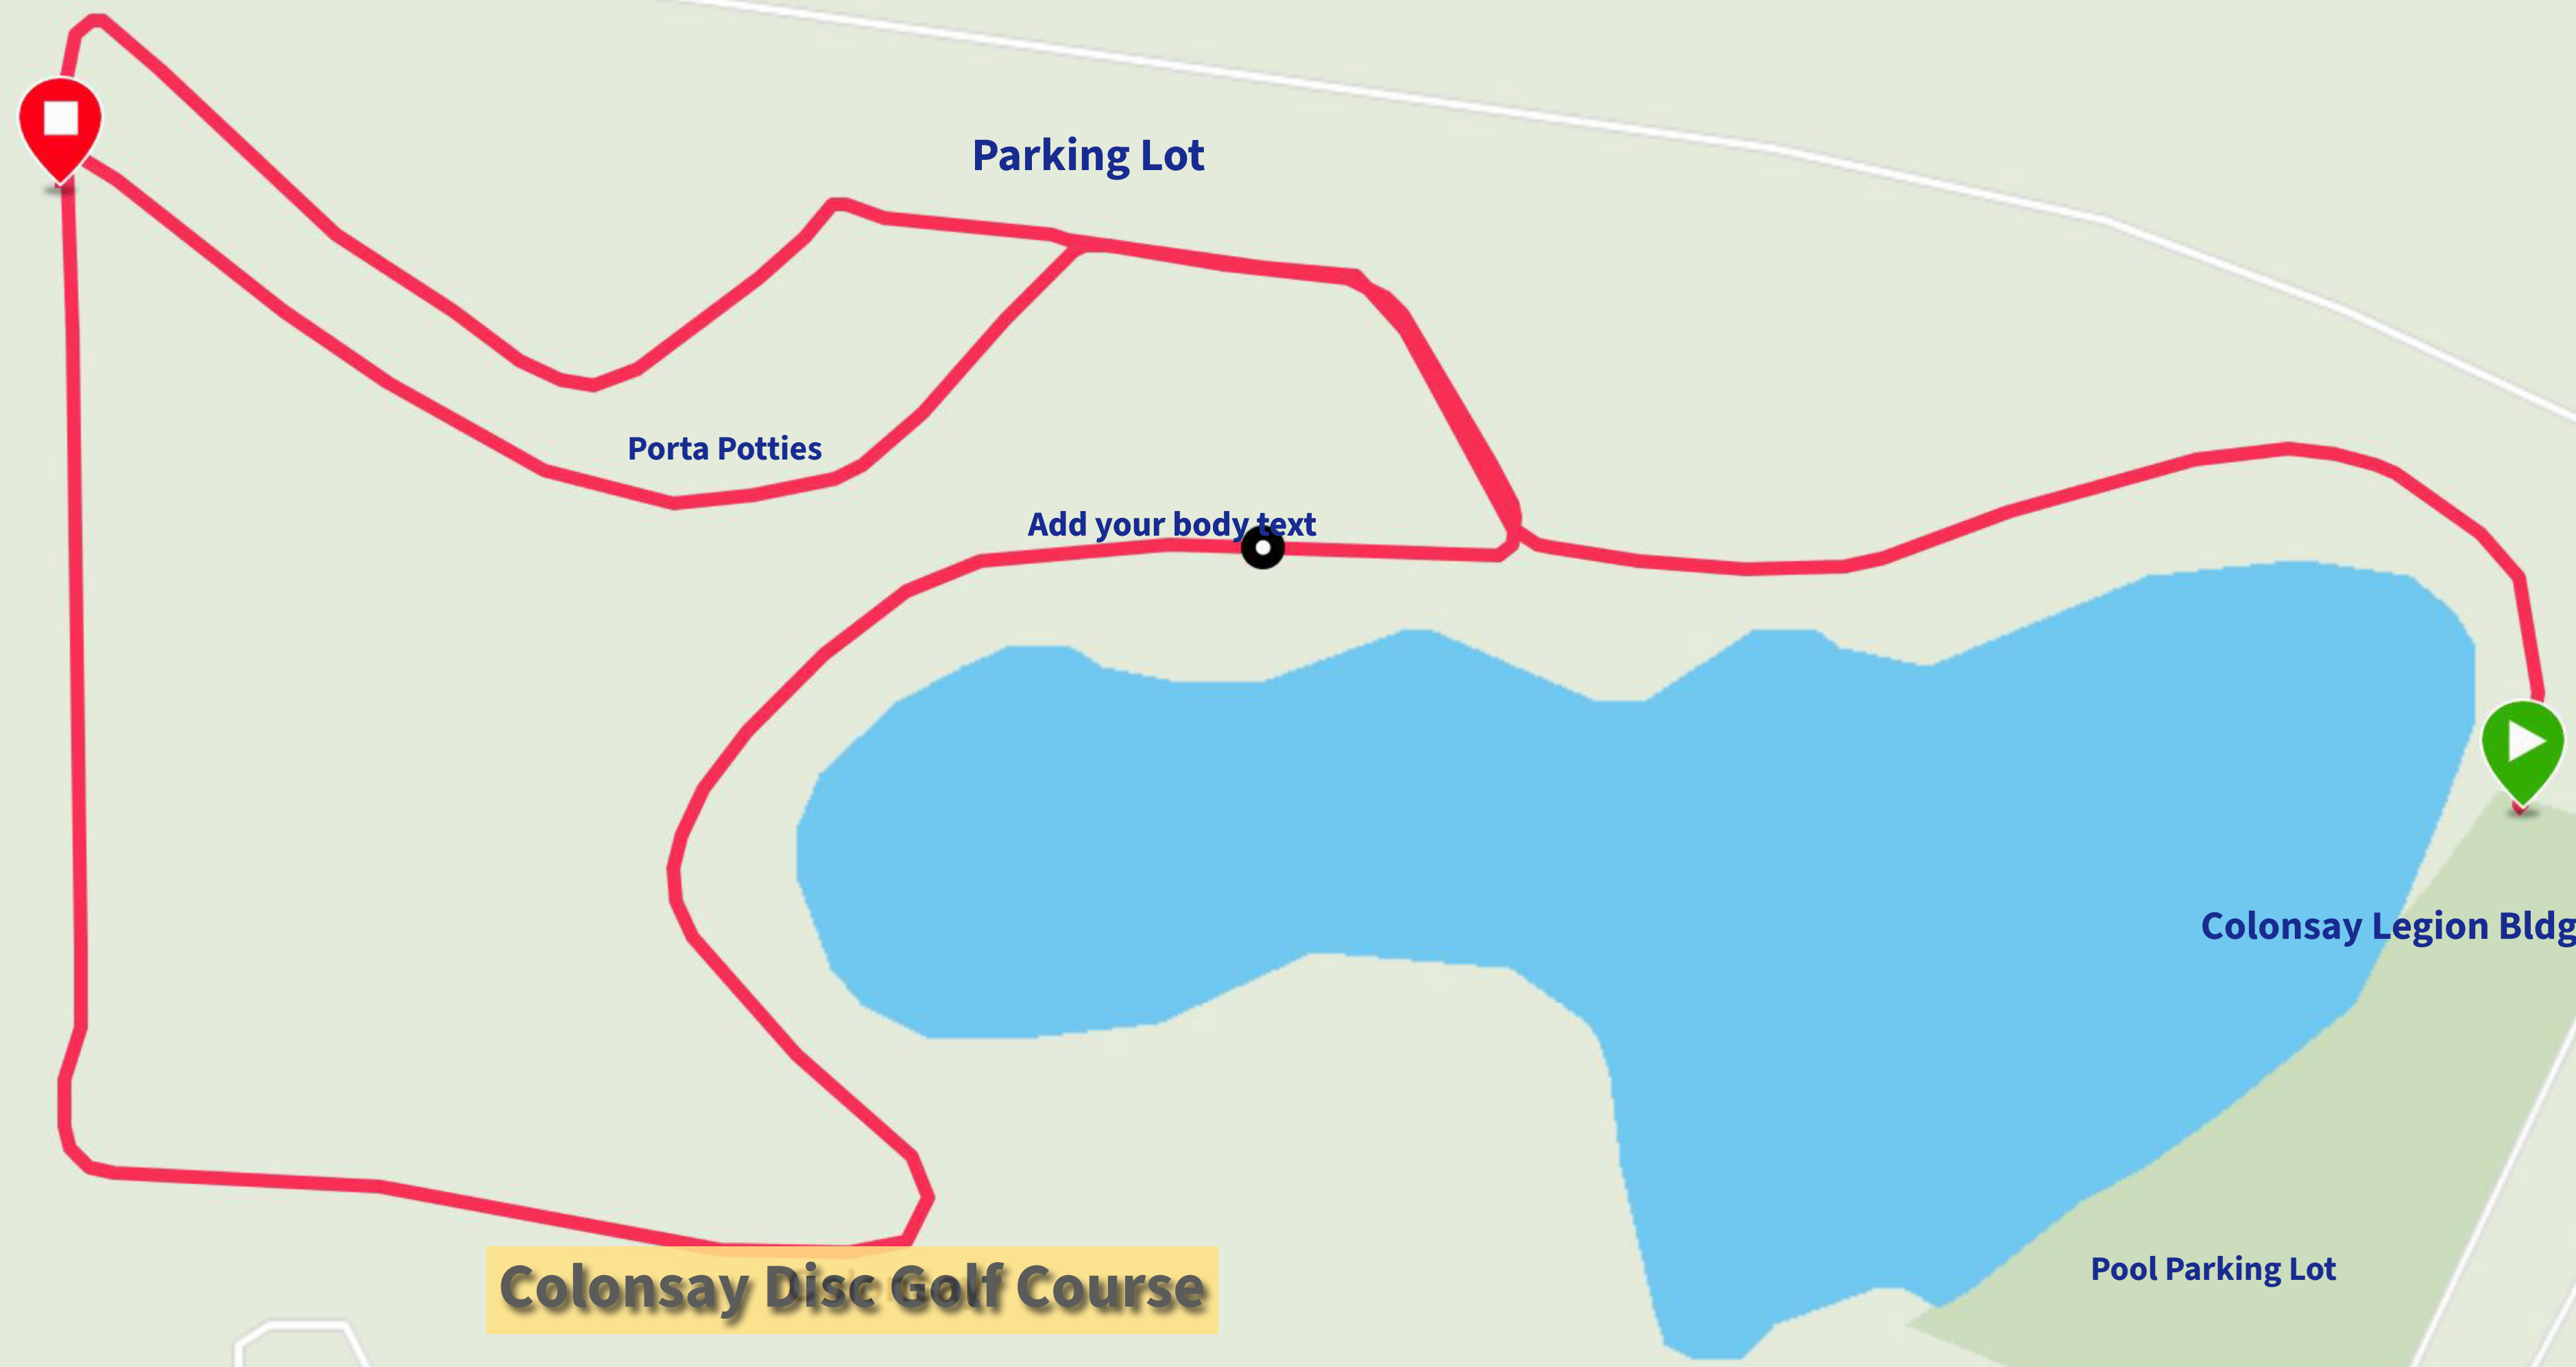 Parking Lot
Porta Potties
Add your body text
Colonsay Legion Bldg
Pool Parking Lot
Colonsay Disc Golf Course